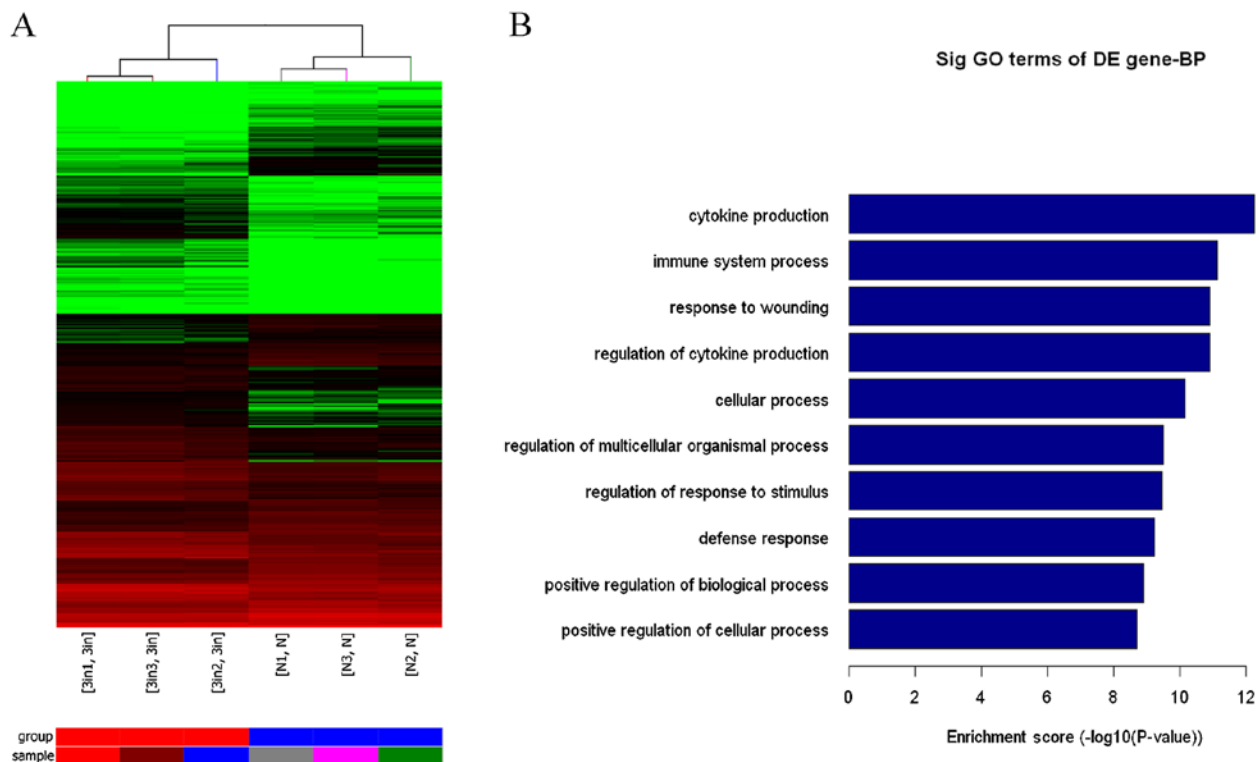 A
[3in1, 3in]
[3in3, 3in]
[3in2, 3in]
[N1, N]
[N3, N]
[N2, N]
group
sample
B
Sig GO terms of DE gene-BP
cytokine production
immune system process
response to wounding
regulation of cytokine production
cellular process
regulation of multicellular organismal process
regulation of response to stimulus
defense response
positive regulation of biological process
positive regulation of cellular process
0 2 4 6 8 10 12
Enrichment score (-log10(P-value))